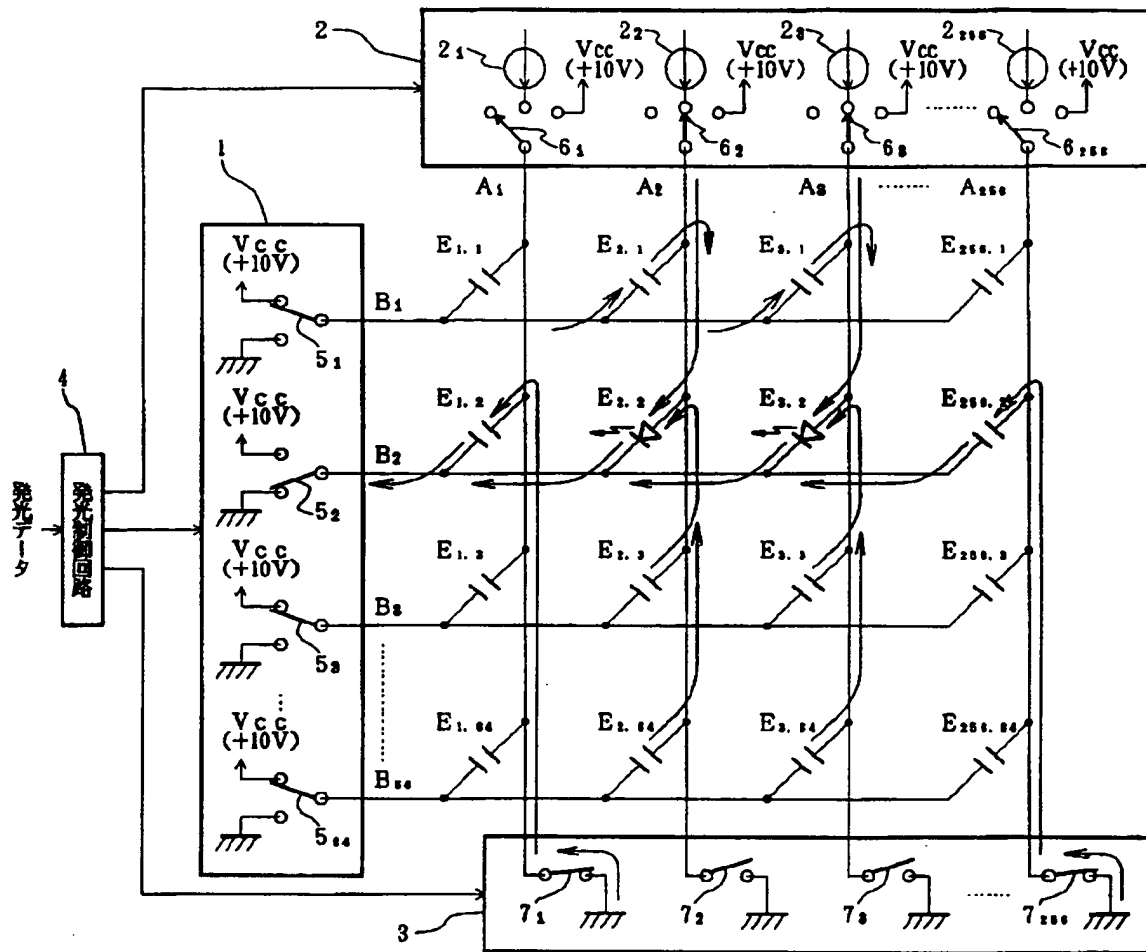 2
2₁
VCC
(+10V)
2₂
VCC
(+10V)
2₃
VCC
(+10V)
2₂₅₆
VCC
(+10V)
6₁
6₂
6₃
........
6₂₅₆
A₁
A₂
A₃
........
A₂₅₆
1
VCC
(+10V)
5₁
B₁
E₁.₁
E₂.₁
E₃.₁
E₂₅₆.₁
4
発光データ
発光制御回路
VCC
(+10V)
5₂
B₂
E₁.₂
E₂.₂
E₃.₂
E₂₅₆.₂
VCC
(+10V)
5₃
B₃
E₁.₃
E₂.₃
E₃.₃
E₂₅₆.₃
VCC
(+10V)
5₆₄
B₅₆
E₁.₆₄
E₂.₆₄
E₃.₆₄
E₂₅₆.₆₄
3
7₁
7₂
7₃
........
7₂₅₆